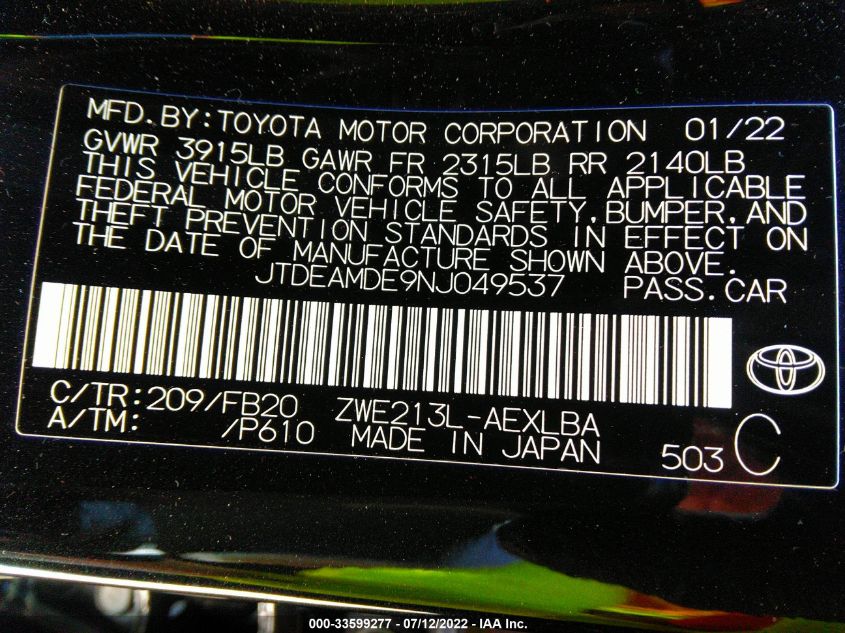 MFD.BY:TOYOTA MOTOR CORPORATION 01/22
GVWR 3915LB GAWR FR 2315LB RR 2140LB
THIS VEHICLE CONFORMS TO ALL APPLICABLE
FEDERAL MOTOR VEHICLE SAFETY,BUMPER,AND
THEFT PREVENTION STANDARDS IN EFFECT ON
THE DATE OF MANUFACTURE SHOWN ABOVE.
JTDEAMDE9NJ049537 PASS.CAR
C/TR:209/FB20 ZWE213L-AEXLBA
A/TM: /P610 MADE IN JAPAN 503 C
000-33599277 - 07/12/2022 - IAA Inc.